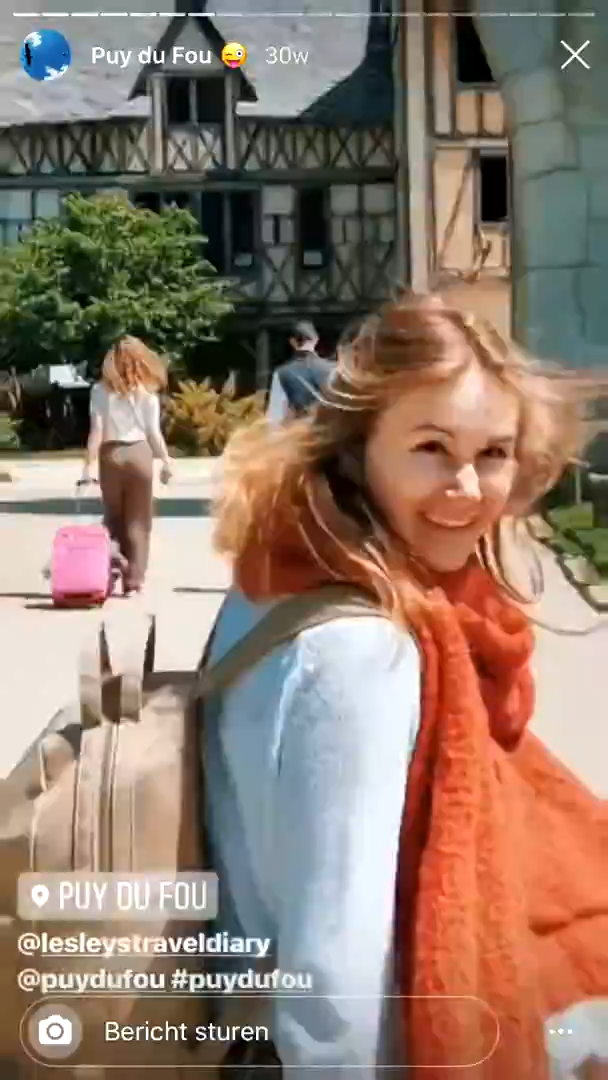 Puy du Fou 😜 30w
PUY DU FOU
@lesleystraveldiary
@puydufou #puydufou
Bericht sturen